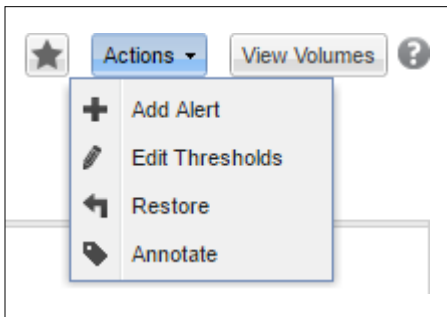 Actions
View Volumes
?
Add Alert
Edit Thresholds
Restore
Annotate